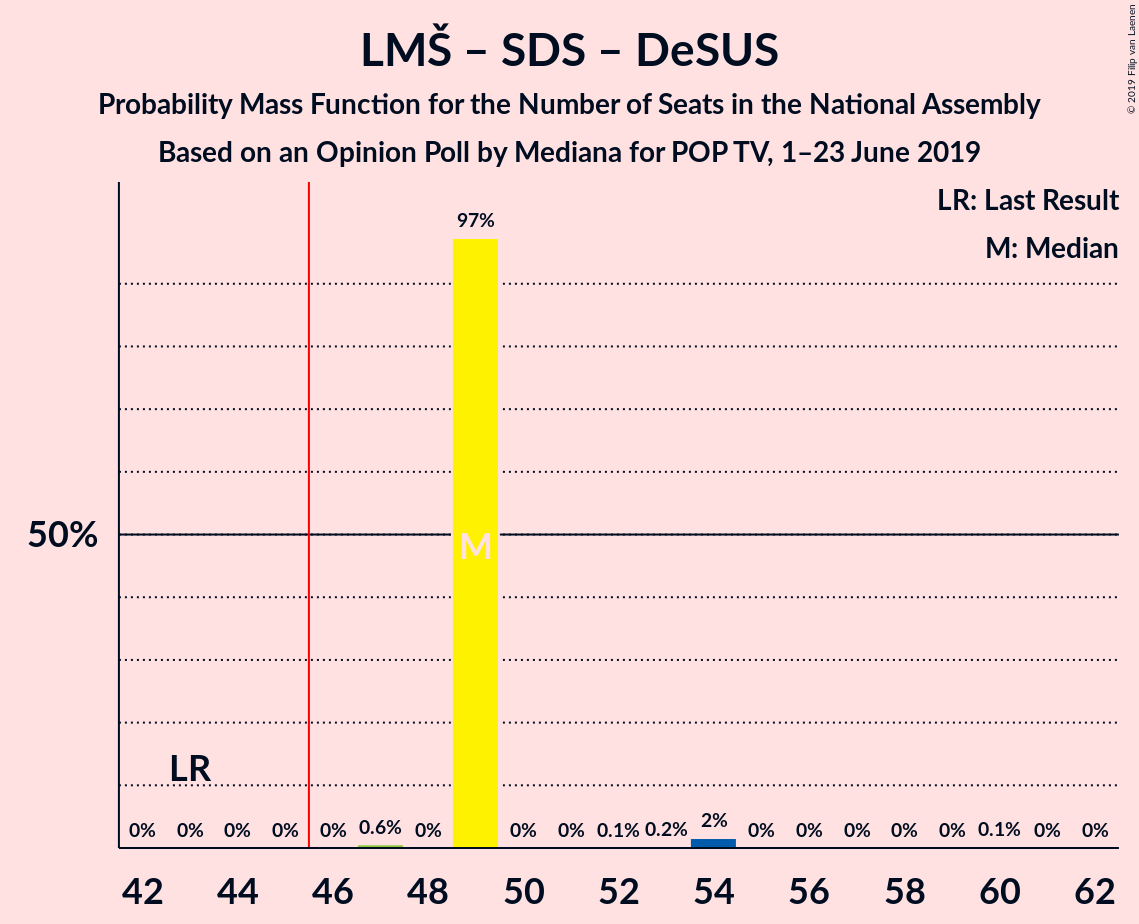 LMŠ – SDS – DeSUS
Probability Mass Function for the Number of Seats in the National Assembly
Based on an Opinion Poll by Mediana for POP TV, 1–23 June 2019
© 2019 Filip van Laenen
LR: Last Result
M: Median
97%
50%
M
LR
0% 0% 0% 0% 0% 0.6% 0% 0% 0% 0.1% 0.2% 2% 0% 0% 0% 0% 0% 0.1% 0% 0%
42 44 46 48 50 52 54 56 58 60 62